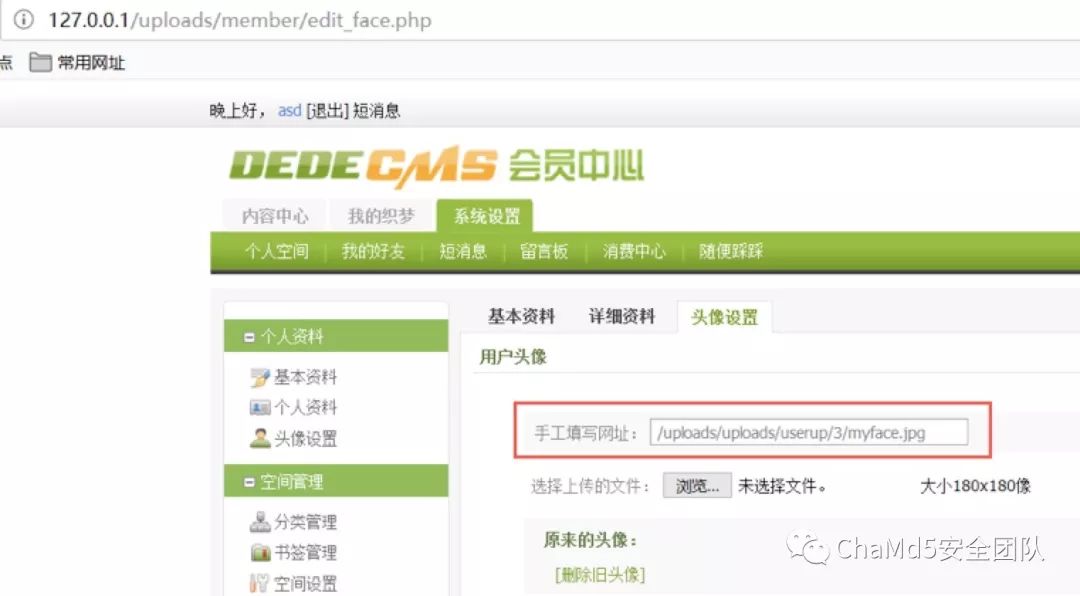 127.0.0.1/uploads/member/edit_face.php
点 常用网址
晚上好， asd [退出] 短消息
DEDECMS 会员中心
内容中心 我的织梦 系统设置
个人空间 我的好友 短消息 留言板 消费中心 随便踩踩
基本资料 详细资料 头像设置
个人资料
用户头像
基本资料
个人资料
手工填写网址： /uploads/uploads/userup/3/myface.jpg
头像设置
空间管理
选择上传的文件： 浏览... 未选择文件。 大小180x180像
分类管理
原来的头像：
书签管理
[删除旧头像]
空间设置
ChaMd5安全团队